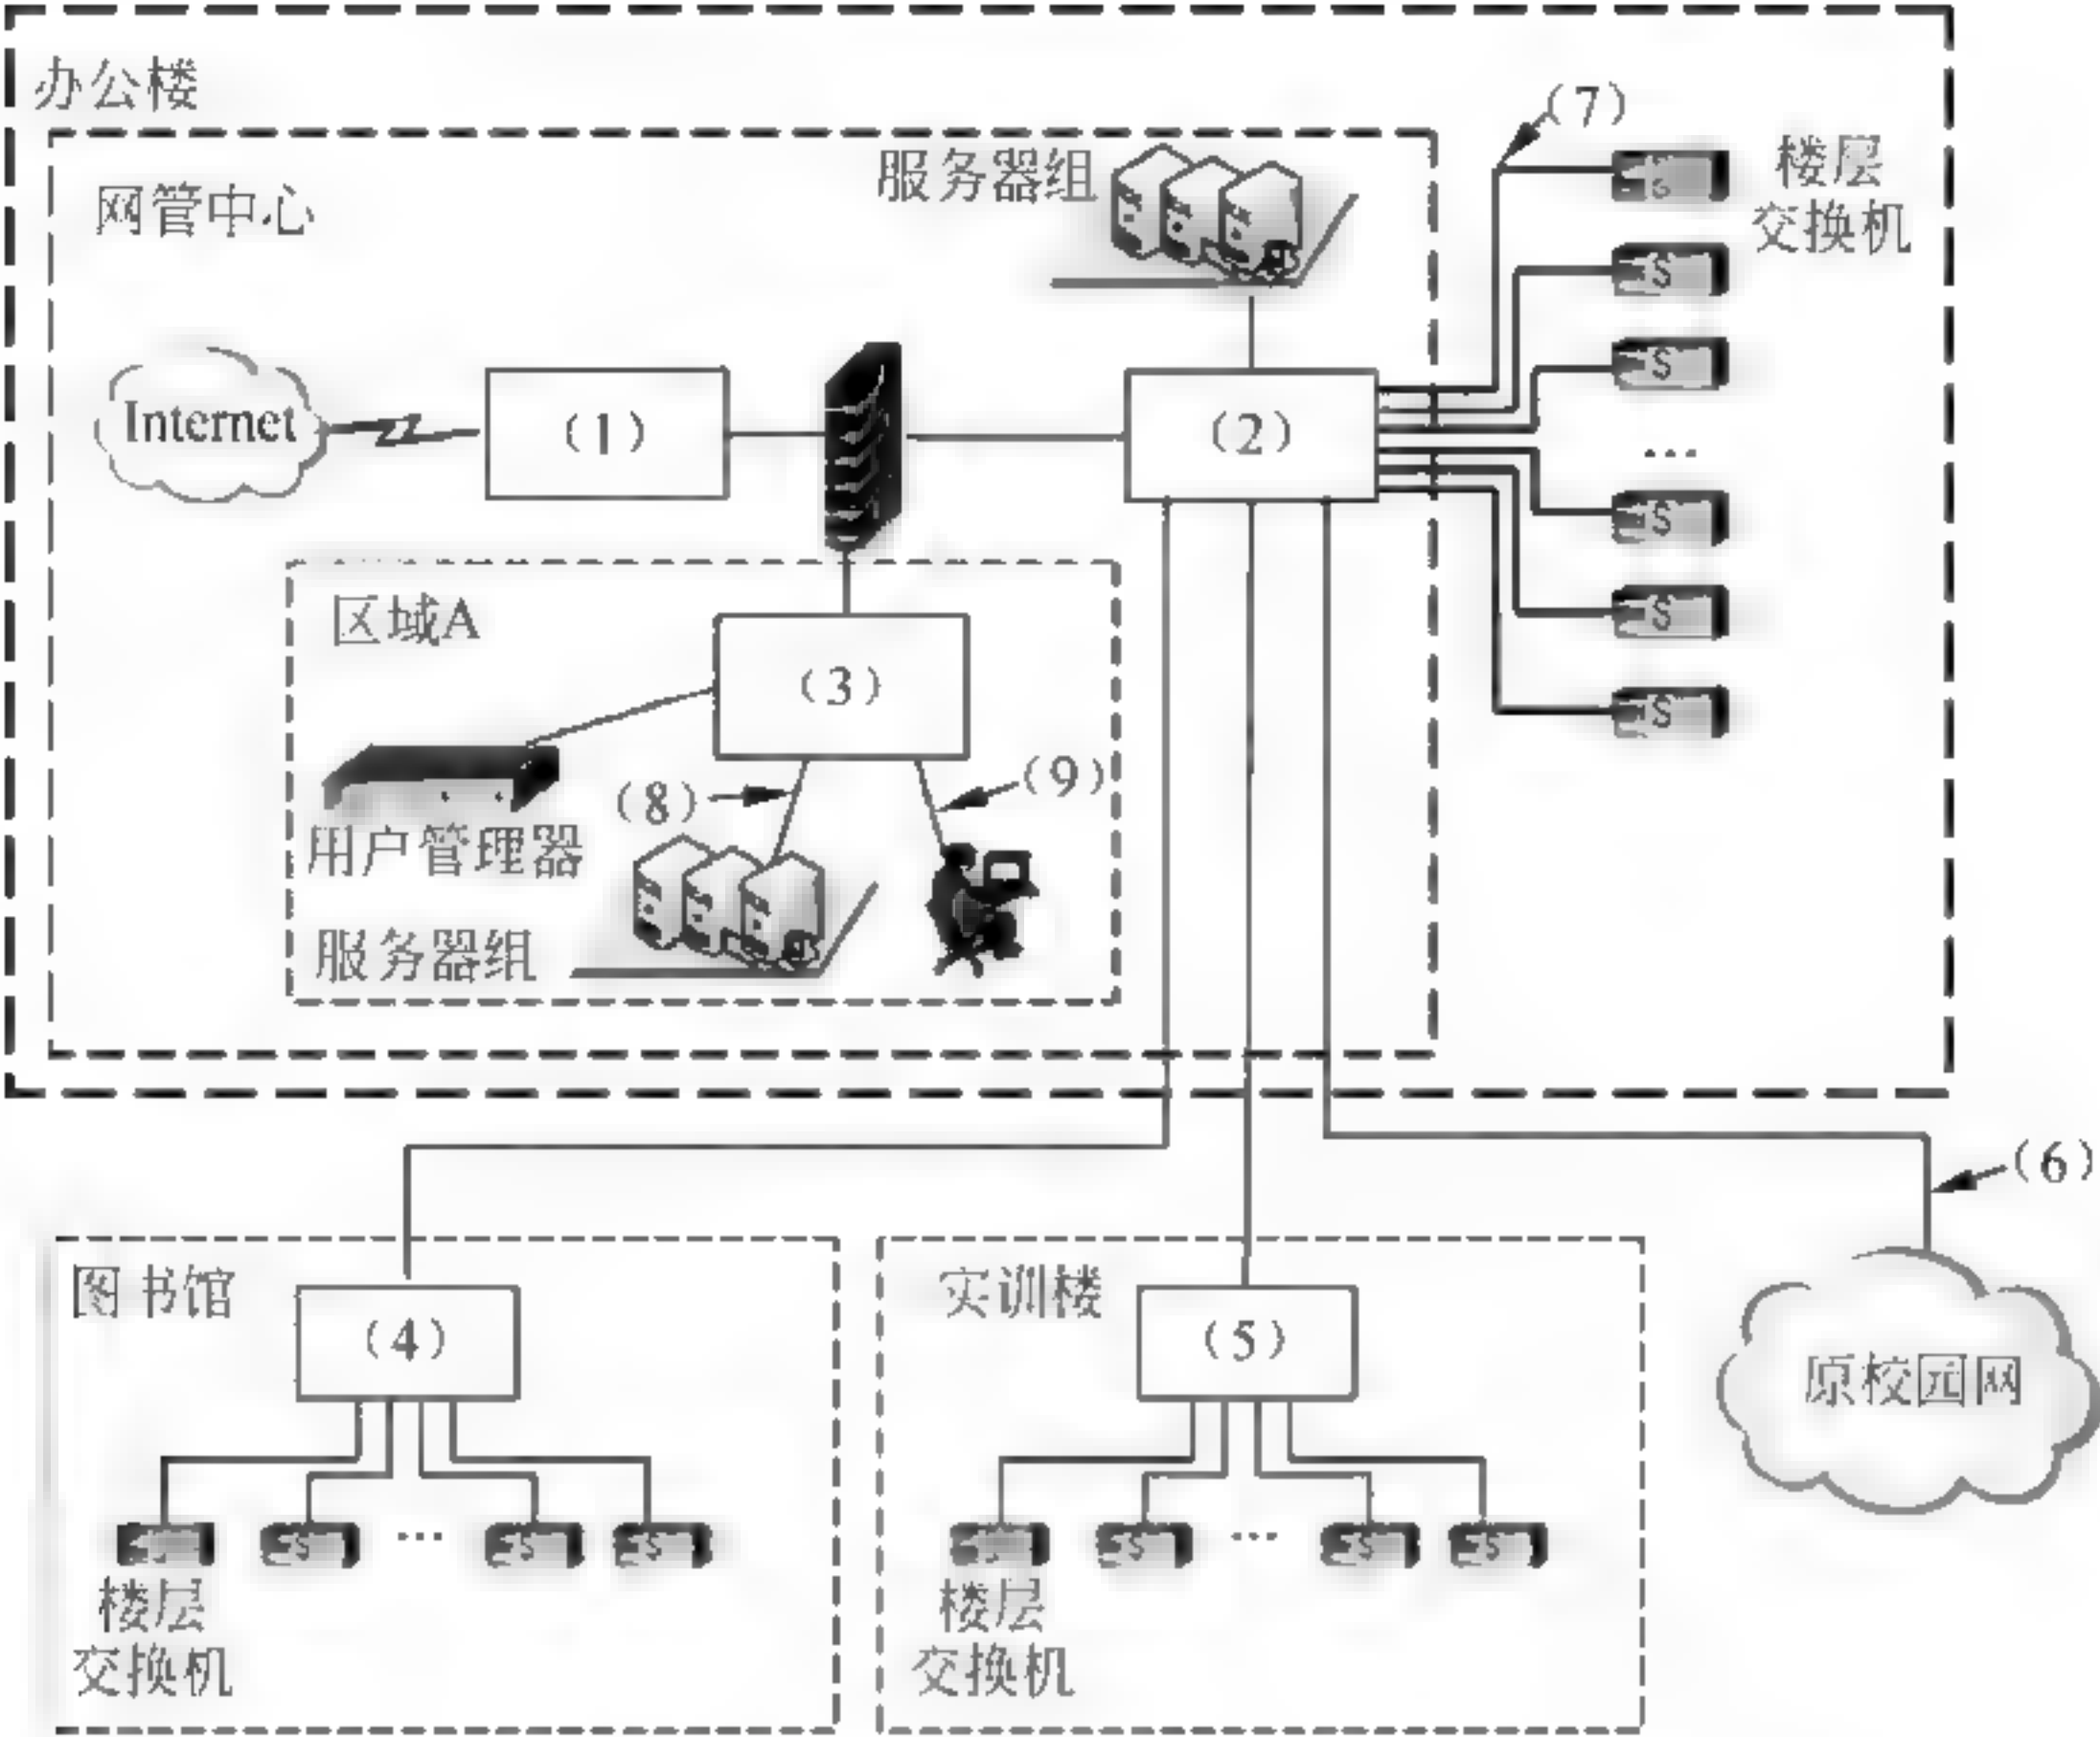 办公楼
(7)
服务器组
楼层
交换机
网管中心
S
S
S
Internet
(1)
(2)
...
S
S
S
区域A
(3)
(8)
(9)
用户管理器
服务器组
(6)
图书馆
实训楼
(4)
(5)
原校园网
S
...
S
S
S
...
S
S
楼层
交换机
楼层
交换机